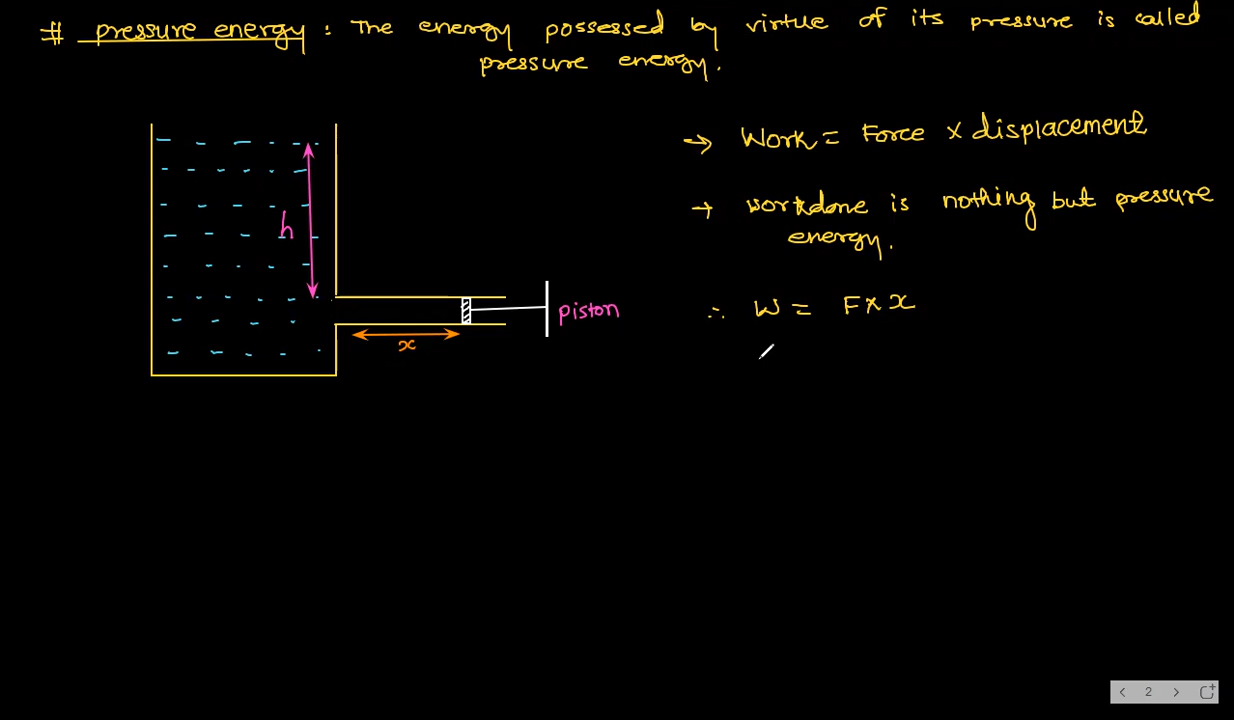 # pressure energy : The energy possessed by virtue of its pressure is called
pressure energy.
→ Work = Force × displacement
→ workdone is nothing but pressure
energy.
h
∴ W = F × x
piston
x
2